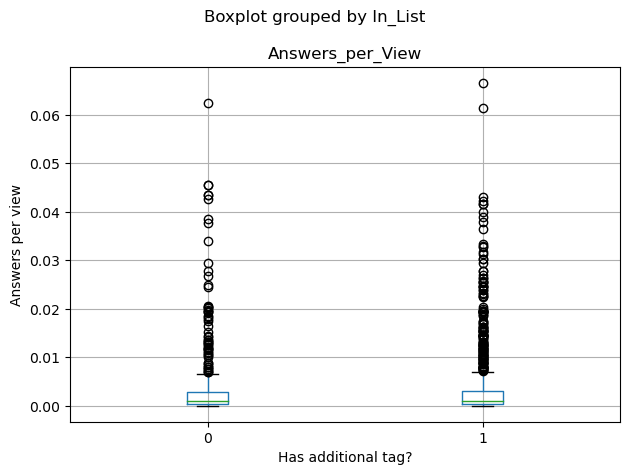 Boxplot grouped by In_List
Answers_per_View
0.06
0.05
0.04
0.03
0.02
0.01
0.00
Answers per view
0
1
Has additional tag?